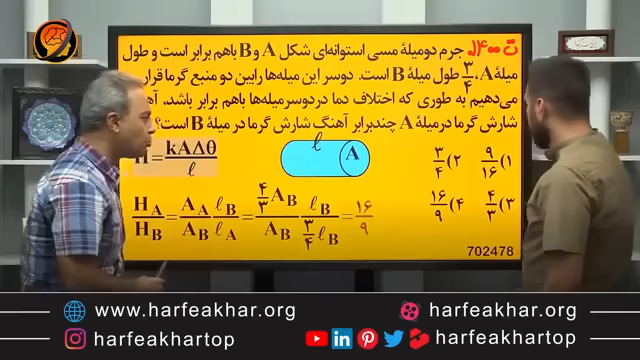 ت ۱۴۰۰. جرم دو میلهٔ مسی استوانه‌ای شکل A و B باهم برابر است و طول
میلهٔ A، ۳/۴ طول میلهٔ B است. دوسر این میله‌ها رابین دو منبع گرما قرار
می‌دهیم به طوری که اختلاف دما در دوسر میله‌ها باهم برابر باشد،
شارش گرما در میلهٔ A چند برابر آهنگ شارش گرما در میلهٔ B است؟
۱) ۹/۱۶
۲) ۳/۴
۳) ۴/۳
۴) ۱۶/۹
H = kAΔθ/ℓ
ℓ
A
H_A/H_B = A_A/A_B ℓ_B/ℓ_A = (۴/۳ A_B)/A_B ℓ_B/(۳/۴ ℓ_B) = ۱۶/۹
702478
www.harfeakhar.org
harfeakhar.org
harfeakhartop
harfeakhartop